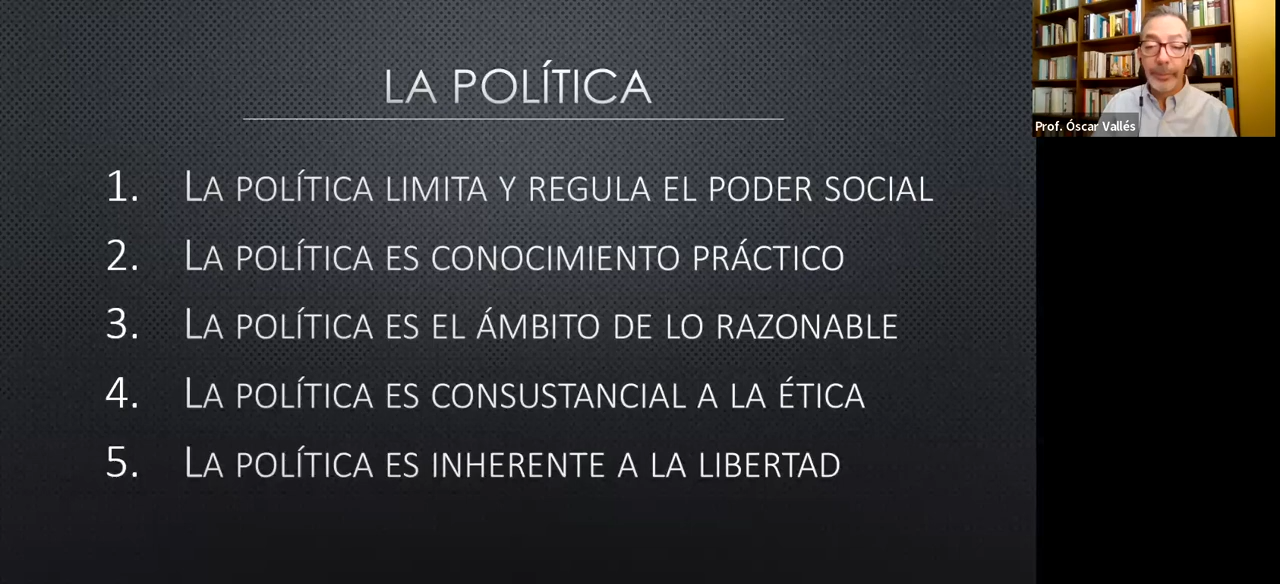 LA POLÍTICA
1. LA POLÍTICA LIMITA Y REGULA EL PODER SOCIAL
2. LA POLÍTICA ES CONOCIMIENTO PRÁCTICO
3. LA POLÍTICA ES EL ÁMBITO DE LO RAZONABLE
4. LA POLÍTICA ES CONSUSTANCIAL A LA ÉTICA
5. LA POLÍTICA ES INHERENTE A LA LIBERTAD
Prof. Óscar Vallés